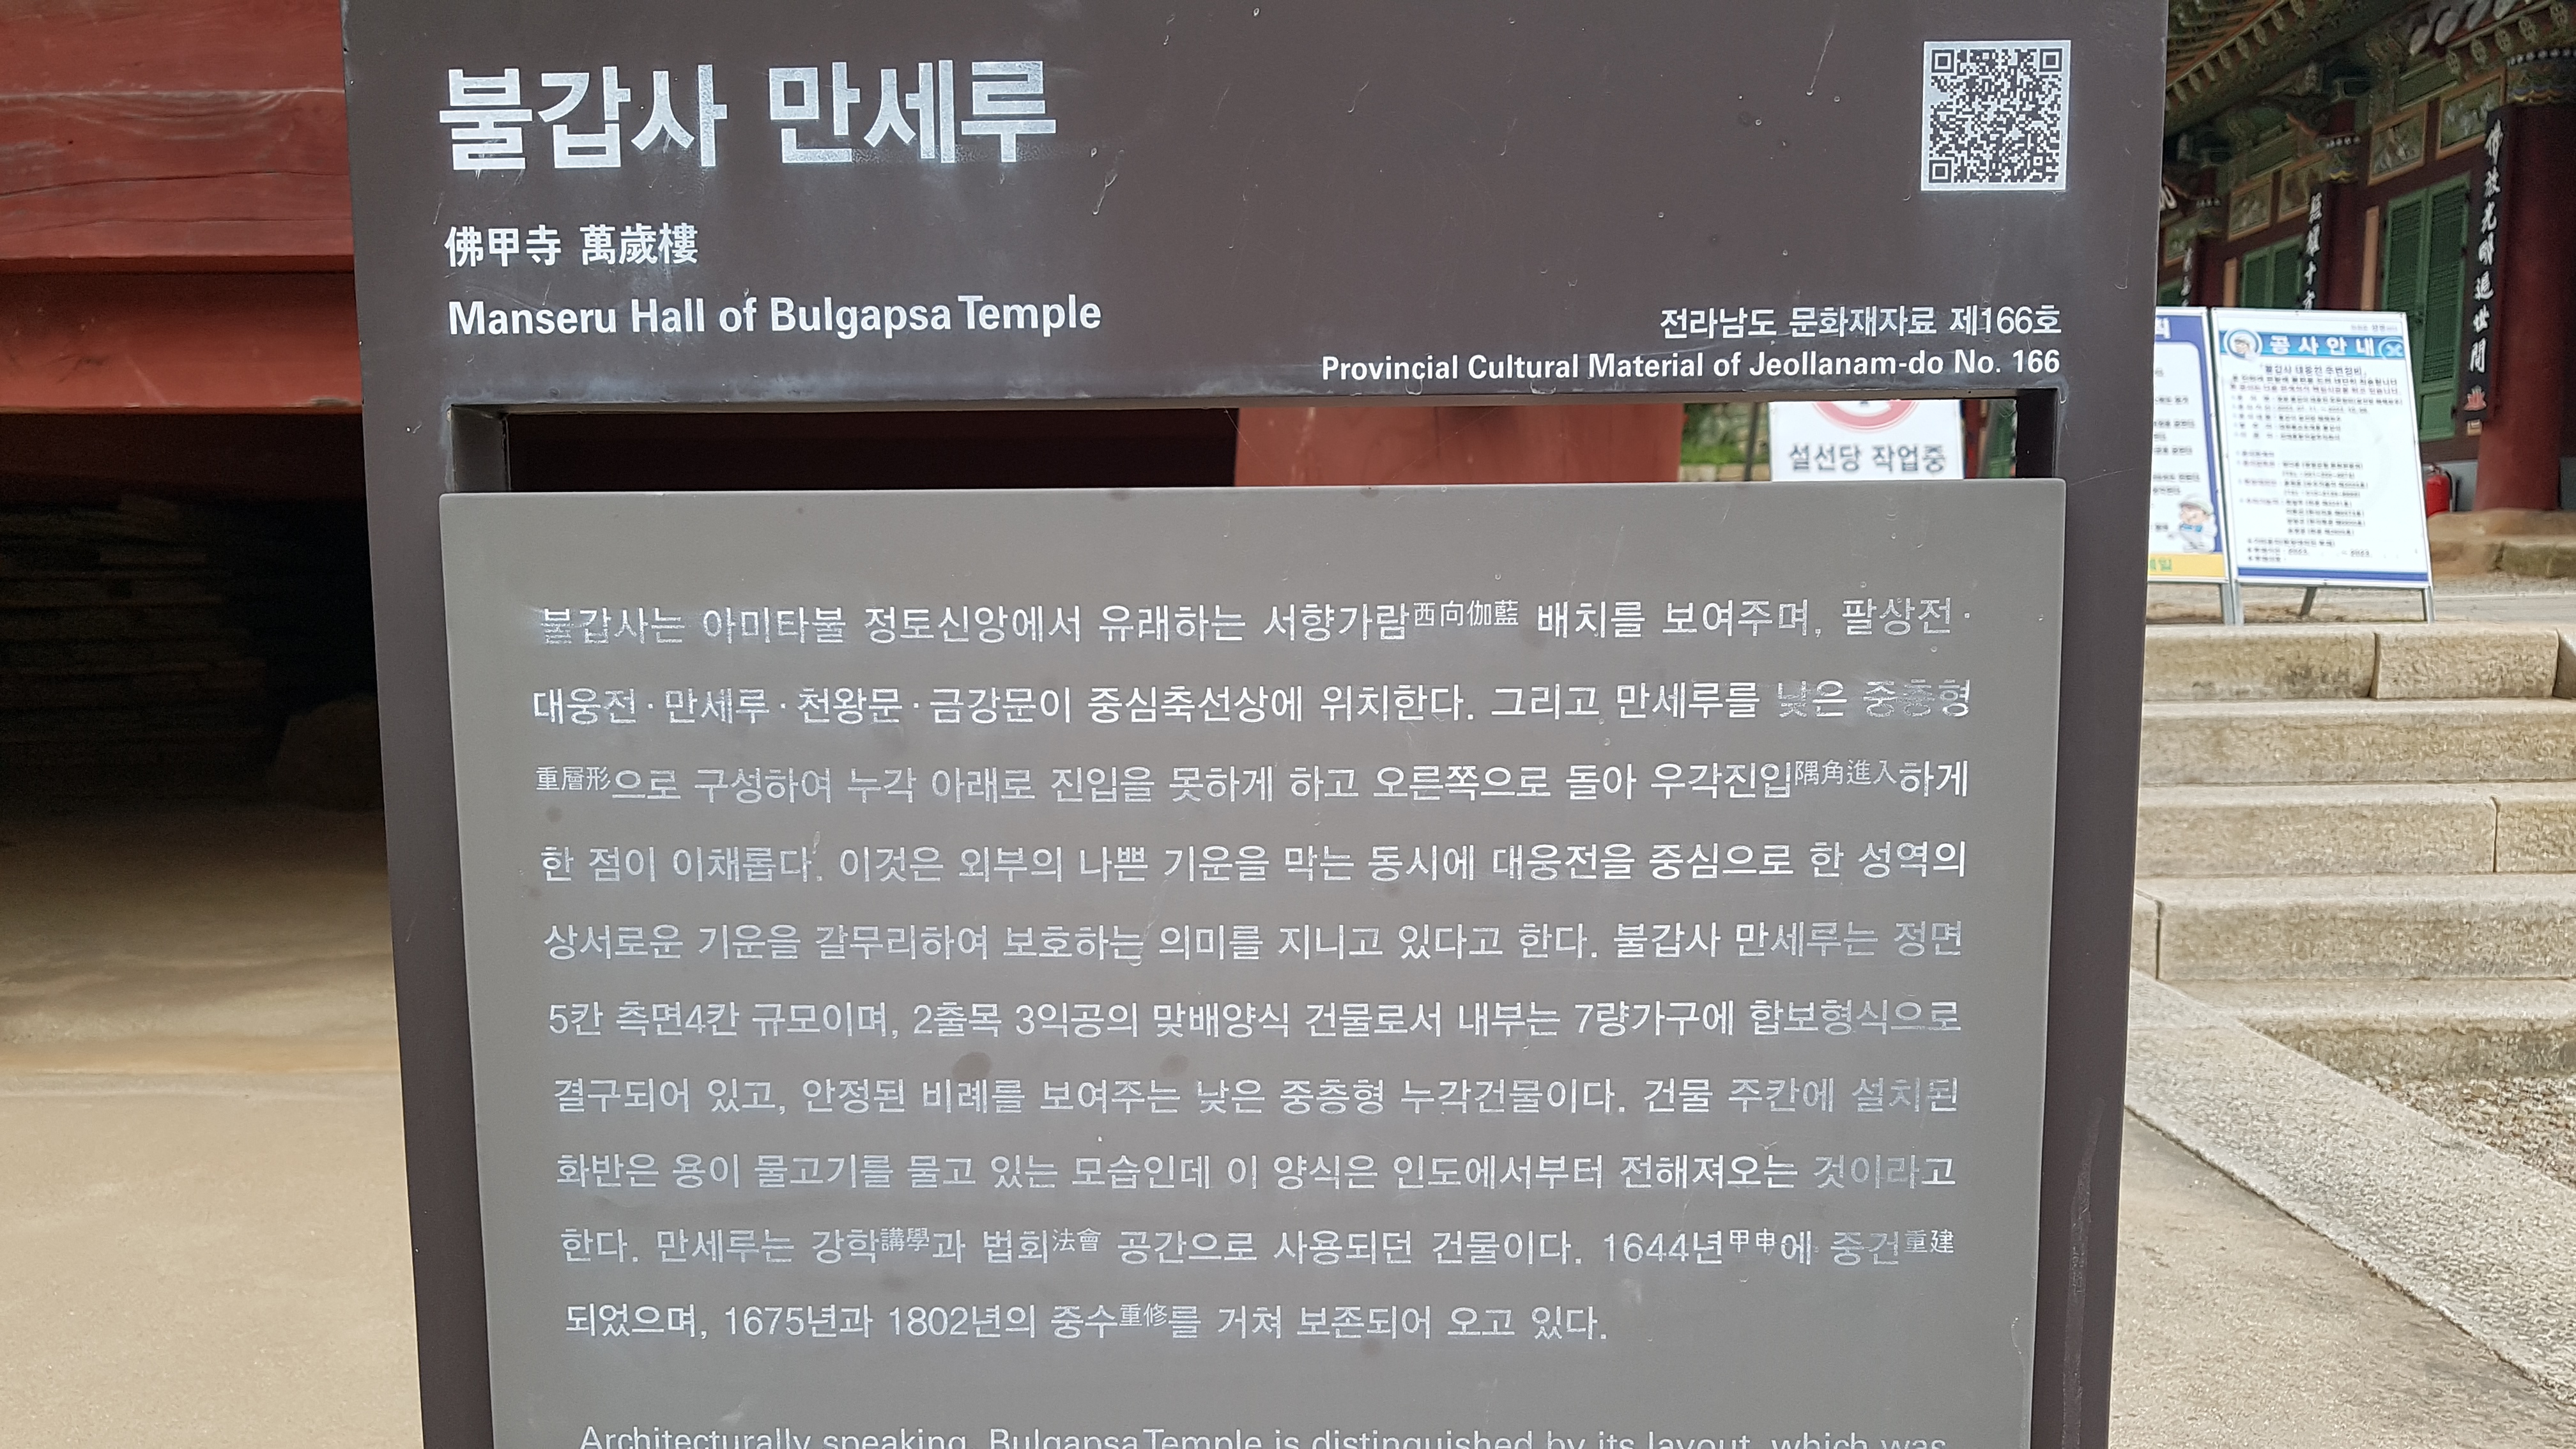 불갑사 만세루
佛甲寺 萬歲樓
Manseru Hall of Bulgapsa Temple
전라남도 문화재자료 제166호
Provincial Cultural Material of Jeollanam-do No. 166
설선당 작업중
불갑사는 아미타불 정토신앙에서 유래하는 서향가람西向伽藍 배치를 보여주며, 팔상전·
대웅전·만세루·천왕문·금강문이 중심축선상에 위치한다. 그리고 만세루를 낮은 중층형
重層形으로 구성하여 누각 아래로 진입을 못하게 하고 오른쪽으로 돌아 우각진입隅角進入하게
한 점이 이채롭다. 이것은 외부의 나쁜 기운을 막는 동시에 대웅전을 중심으로 한 성역의
상서로운 기운을 갈무리하여 보호하는 의미를 지니고 있다고 한다. 불갑사 만세루는 정면
5칸 측면4칸 규모이며, 2출목 3익공의 맞배양식 건물로서 내부는 7량가구에 합보형식으로
결구되어 있고, 안정된 비례를 보여주는 낮은 중층형 누각건물이다. 건물 주칸에 설치된
화반은 용이 물고기를 물고 있는 모습인데 이 양식은 인도에서부터 전해져오는 것이라고
한다. 만세루는 강학講學과 법회法會 공간으로 사용되던 건물이다. 1644년甲申에 중건重建
되었으며, 1675년과 1802년의 중수重修를 거쳐 보존되어 오고 있다.
Architecturally speaking, Bulgapsa Temple is distinguished by its layout, which was
공사안내
佛放光明遍世間